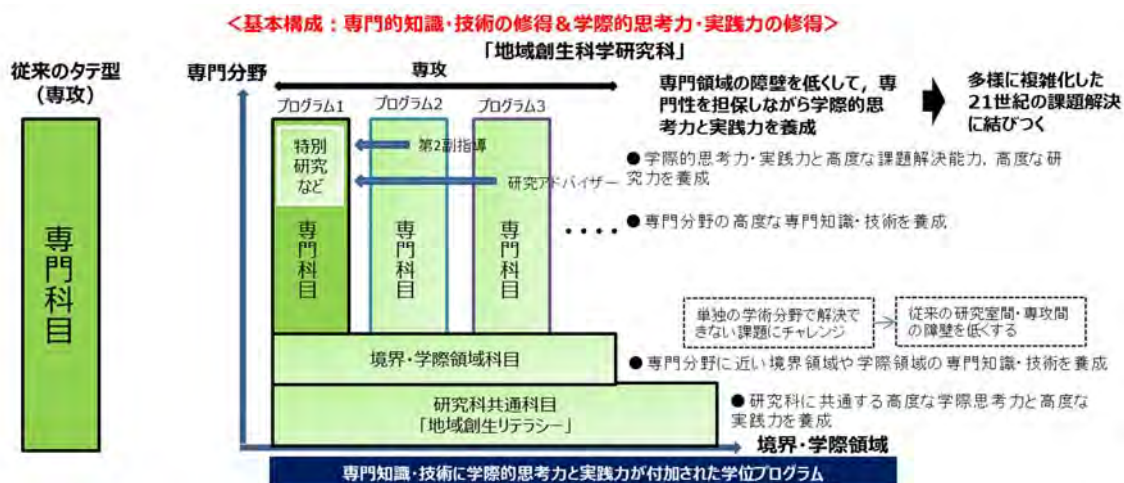 <基本構成：専門的知識・技術の修得＆学際的思考力・実践力の修得>
「地域創生科学研究科」
従来のタテ型
（専攻）
専門科目
専門分野
専攻
プログラム1
プログラム2
プログラム3
特別
研究
など
第2副指導
研究アドバイザー
専門科目
専門科目
専門科目
・・・・
境界・学際領域科目
研究科共通科目
「地域創生リテラシー」
境界・学際領域
専門知識・技術に学際的思考力と実践力が付加された学位プログラム
専門領域の障壁を低くして，専
門性を担保しながら学際的思
考力と実践力を養成
多様に複雑化した
21世紀の課題解決
に結びつく
●学際的思考力・実践力と高度な課題解決能力，高度な研
究力を養成
●専門分野の高度な専門知識・技術を養成
単独の学術分野で解決で
きない課題にチャレンジ
従来の研究室間・専攻間
の障壁を低くする
●専門分野に近い境界領域や学際領域の専門知識・技術を養成
●研究科に共通する高度な学際思考力と高度な
実践力を養成